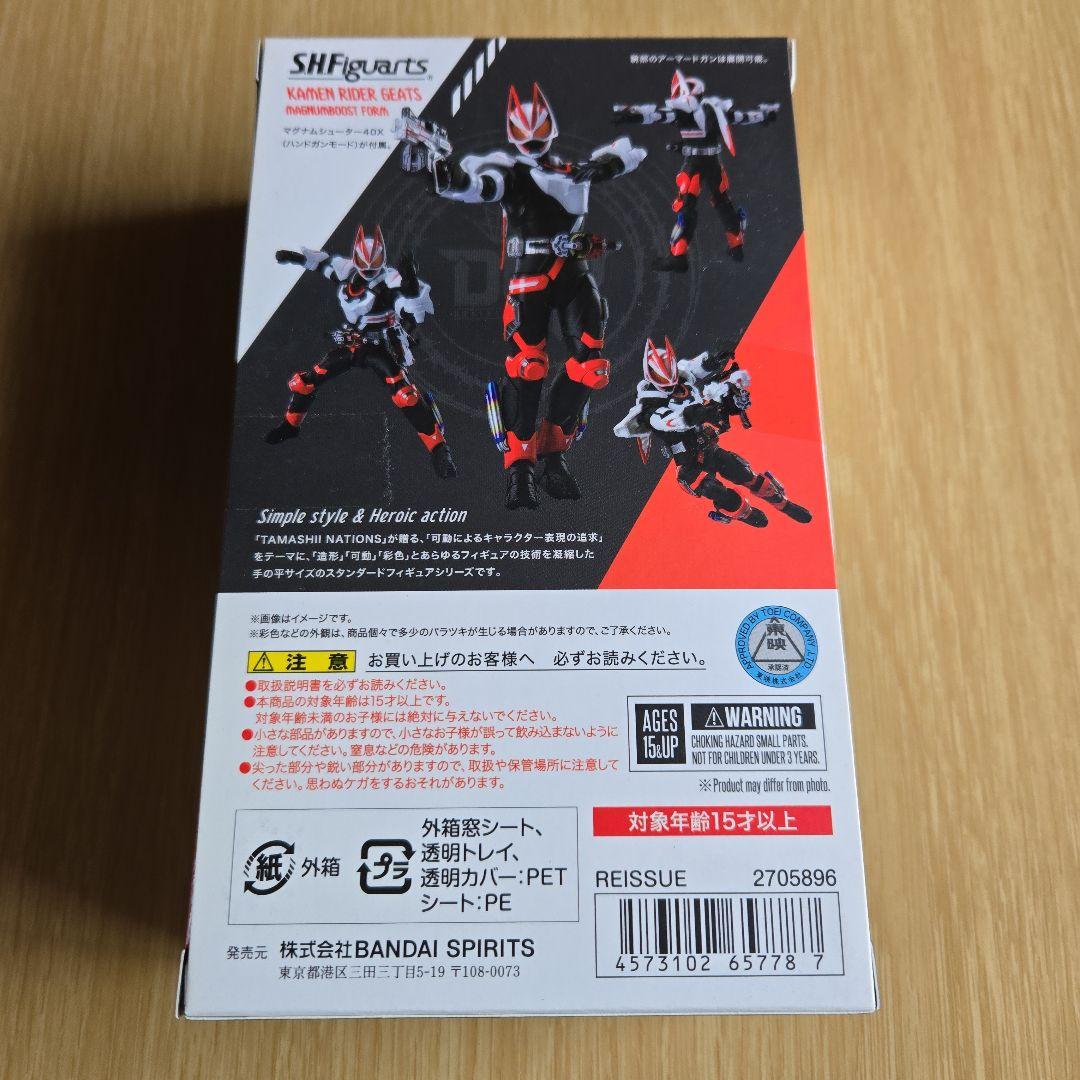 S.H.Figuarts
KAMEN RIDER GEATS
MAGNUMBOOST FORM
マグナムシューター40X
(ハンドガンモード)が付属。
腕部のアーマードガンは展開可能。
Simple style & Heroic action
「TAMASHII NATIONS」が贈る、「可動によるキャラクター表現の追求」
をテーマに、「造形」「可動」「彩色」とあらゆるフィギュアの技術を凝縮した
手の平サイズのスタンダードフィギュアシリーズです。
※画像はイメージです。
※彩色などの外観は、商品個々で多少のバラツキが生じる場合がありますので、ご了承ください。
注意 お買い上げのお客様へ 必ずお読みください。
●取扱説明書を必ずお読みください。
●本商品の対象年齢は15才以上です。
対象年齢未満のお子様には絶対に与えないでください。
●小さな部品がありますので、小さなお子様が誤って飲み込まないように
注意してください。窒息などの危険があります。
●尖った部分や鋭い部分がありますので、取扱や保管場所に注意して
ください。思わぬケガをするおそれがあります。
APPROVED BY TOEI COMPANY, LTD.
東映
承認済
東映株式会社
AGES
15&UP
WARNING
CHOKING HAZARD SMALL PARTS.
NOT FOR CHILDREN UNDER 3 YEARS.
※Product may differ from photo.
対象年齢15才以上
紙 外箱
プラ
外箱窓シート、
透明トレイ、
透明カバー:PET
シート:PE
REISSUE 2705896
4573102 65778 7
発売元 株式会社BANDAI SPIRITS
東京都港区三田三丁目5-19 〒108-0073